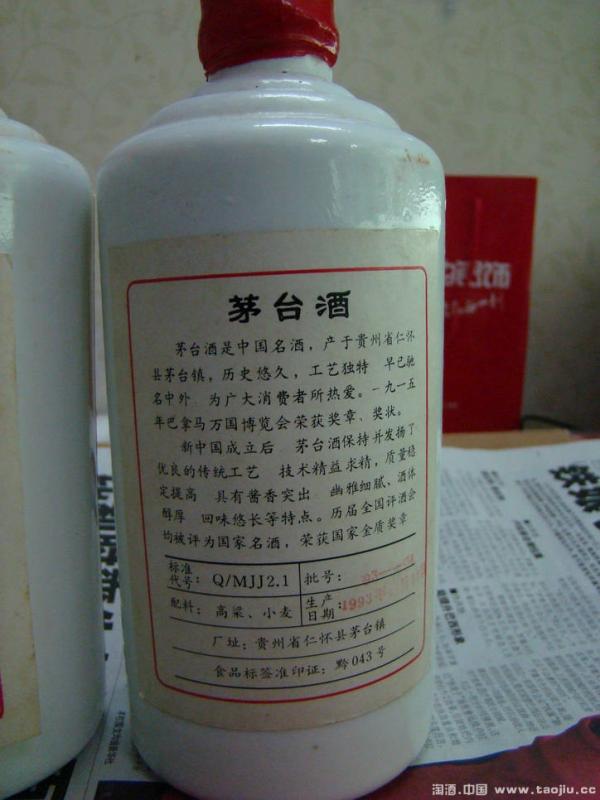 茅台酒
茅台酒是中国名酒，产于贵州省仁怀
县茅台镇，历史悠久，工艺独特 早已驰
名中外 为广大消费者所热爱。一九一五
年巴拿马万国博览会荣获奖章、奖状。
新中国成立后 茅台酒保持并发扬了
优良的传统工艺 技术精益求精，质量稳
定提高 具有酱香突出 幽雅细腻、酒体
醇厚 回味悠长等特点。历届全国评酒会
均被评为国家名酒，荣获国家金质奖章
标准代号：Q/MJJ2.1 批号：93
配料：高粱、小麦 生产日期 1993年
厂址：贵州省仁怀县茅台镇
食品标签准印证：黔043号
淘酒.中国 www.taojiu.cc